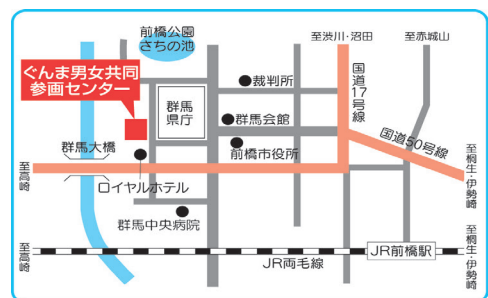 前橋公園
さちの池
至渋川・沼田
至赤城山
ぐんま男女共同
参画センター
裁判所
国道17号線
群馬
県庁
群馬会館
国道50号線
群馬大橋
前橋市役所
至高崎
至桐生・伊勢崎
ロイヤルホテル
群馬中央病院
至高崎
JR前橋駅
JR両毛線
至桐生・伊勢崎